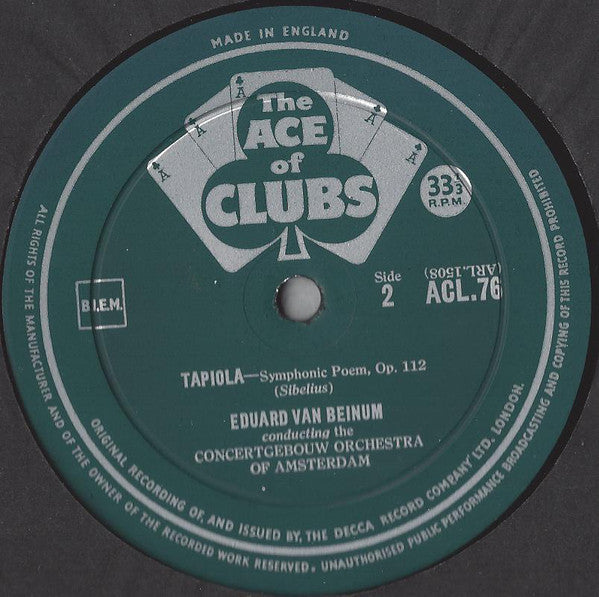 MADE IN ENGLAND
A A A A A
The
ACE
of
CLUBS
33⅓
R.P.M.
B.I.E.M.
Side
2
(ARL.1508)
ACL.76
TAPIOLA—Symphonic Poem, Op. 112
(Sibelius)
EDUARD VAN BEINUM
conducting the
CONCERTGEBOUW ORCHESTRA
OF AMSTERDAM
ORIGINAL RECORDING OF, AND ISSUED BY, THE DECCA RECORD COMPANY LTD. LONDON.
ALL RIGHTS OF THE MANUFACTURER AND OF THE OWNER OF THE RECORDED WORK RESERVED. UNAUTHORISED PUBLIC PERFORMANCE BROADCASTING AND COPYING OF THIS RECORD PROHIBITED